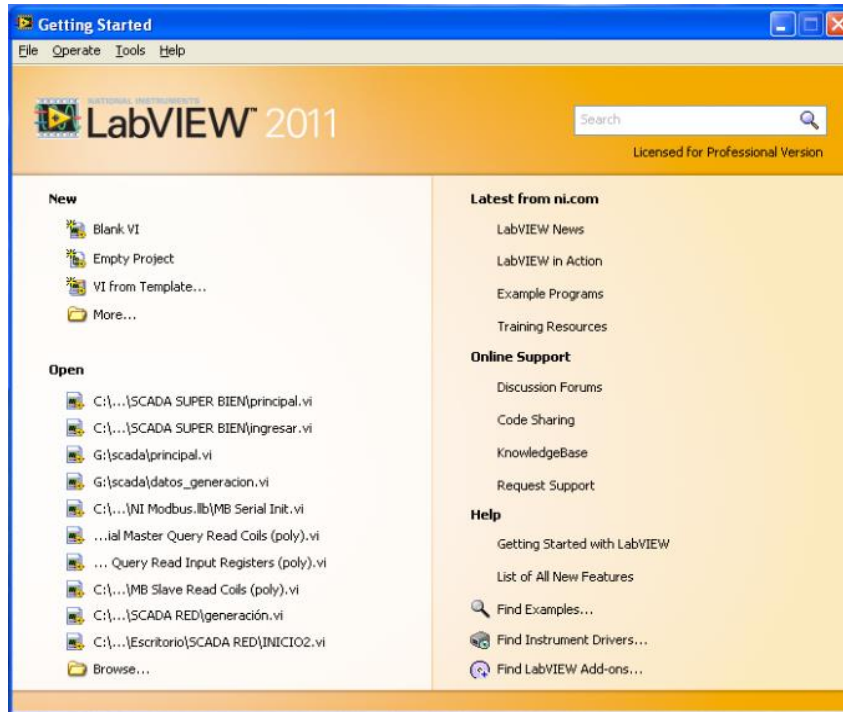 Getting Started
File Operate Tools Help
NATIONAL INSTRUMENTS
LabVIEW™ 2011
Search
Licensed for Professional Version
New
Blank VI
Empty Project
VI from Template...
More...
Open
C:\...\SCADA SUPER BIEN\principal.vi
C:\...\SCADA SUPER BIEN\ingresar.vi
G:\scada\principal.vi
G:\scada\datos_generacion.vi
C:\...\NI Modbus.llb\MB Serial Init.vi
...ial Master Query Read Coils (poly).vi
... Query Read Input Registers (poly).vi
C:\...\MB Slave Read Coils (poly).vi
C:\...\SCADA RED\generación.vi
C:\...\Escritorio\SCADA RED\INICIO2.vi
Browse...
Latest from ni.com
LabVIEW News
LabVIEW in Action
Example Programs
Training Resources
Online Support
Discussion Forums
Code Sharing
KnowledgeBase
Request Support
Help
Getting Started with LabVIEW
List of All New Features
Find Examples...
Find Instrument Drivers...
Find LabVIEW Add-ons...